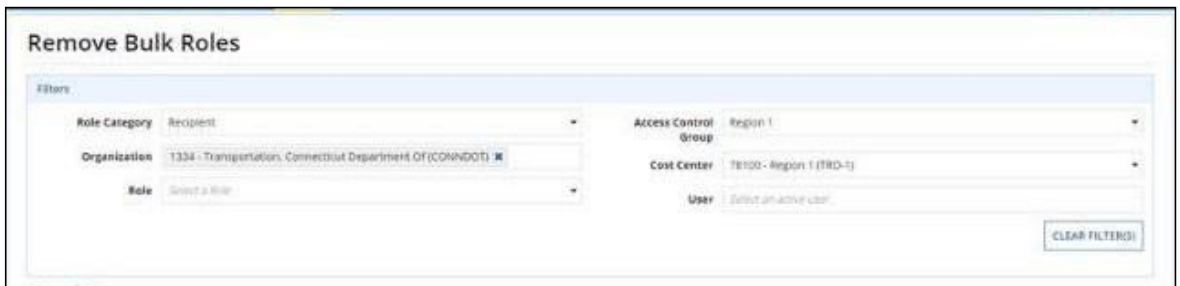 Remove Bulk Roles
Filters
Role Category Recipient
Access Control Group Region 1
Organization 1334 - Transportation, Connecticut Department Of (CONNDOT) ✖
Cost Center 78100 - Region 1 (TRO-1)
Role Select a Role
User Select an active user
CLEAR FILTER(S)